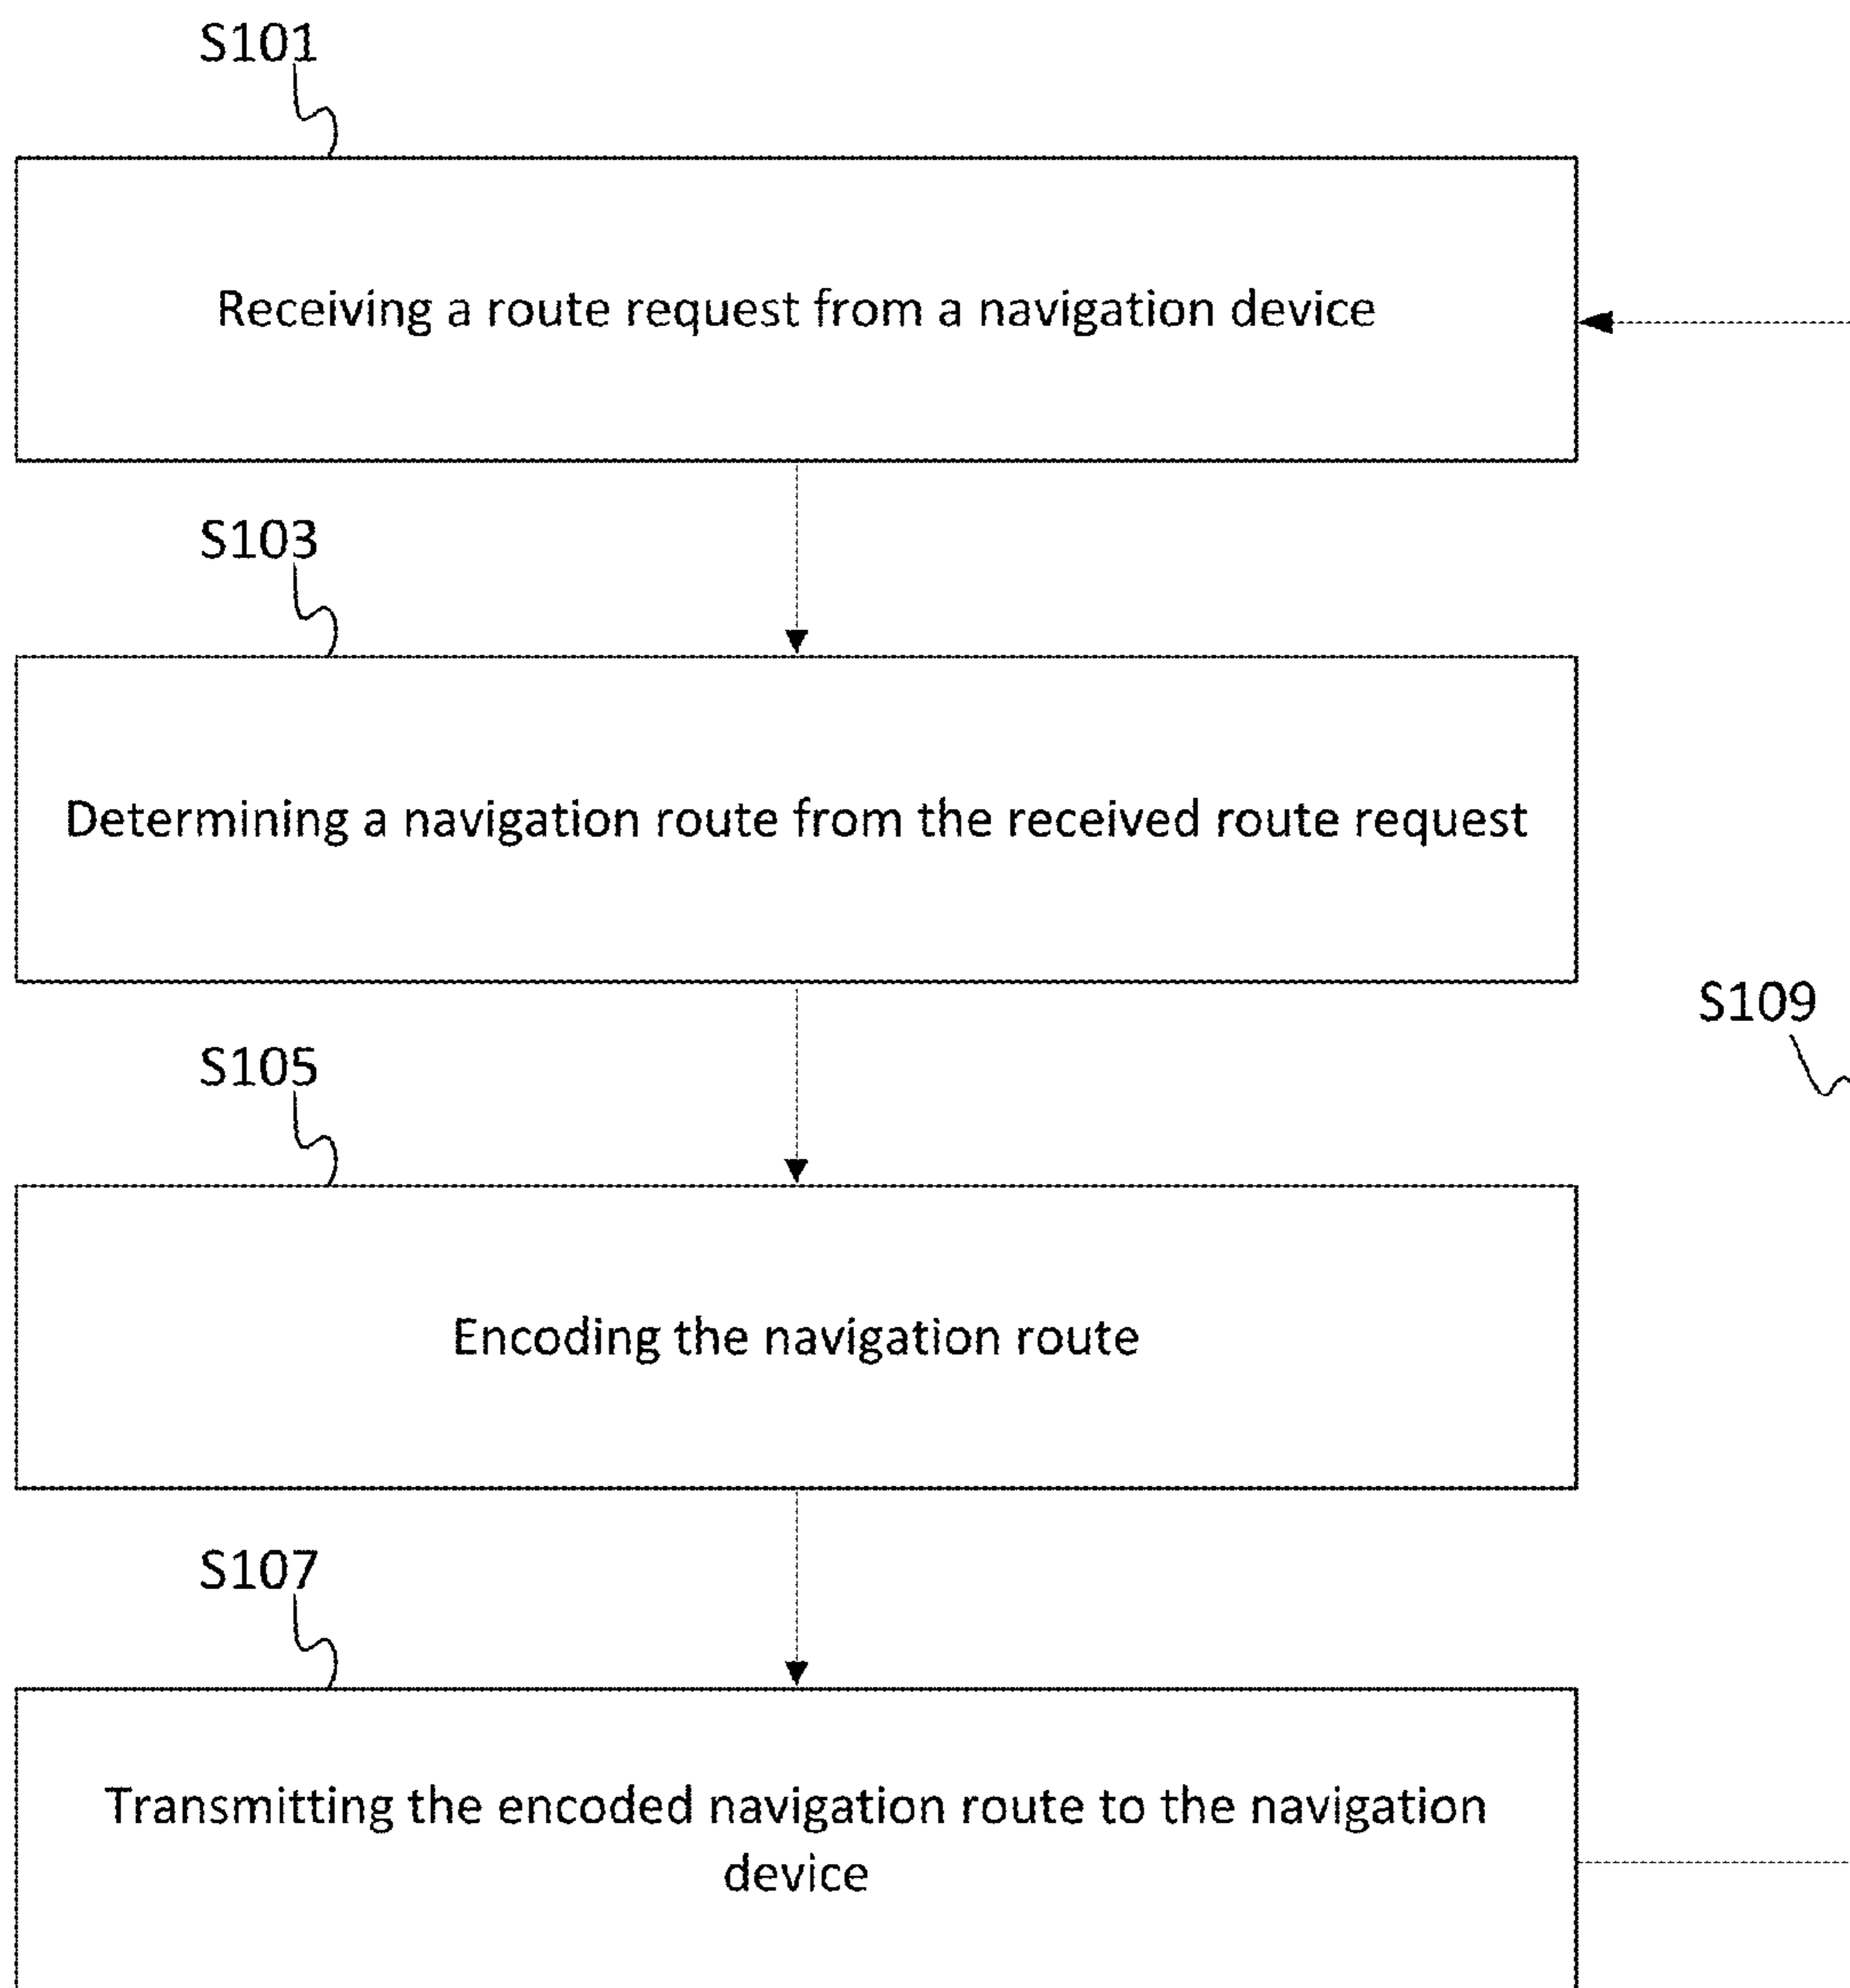 S101
Receiving a route request from a navigation device
S103
Determining a navigation route from the received route request
S109
S105
Encoding the navigation route
S107
Transmitting the encoded navigation route to the navigation
device